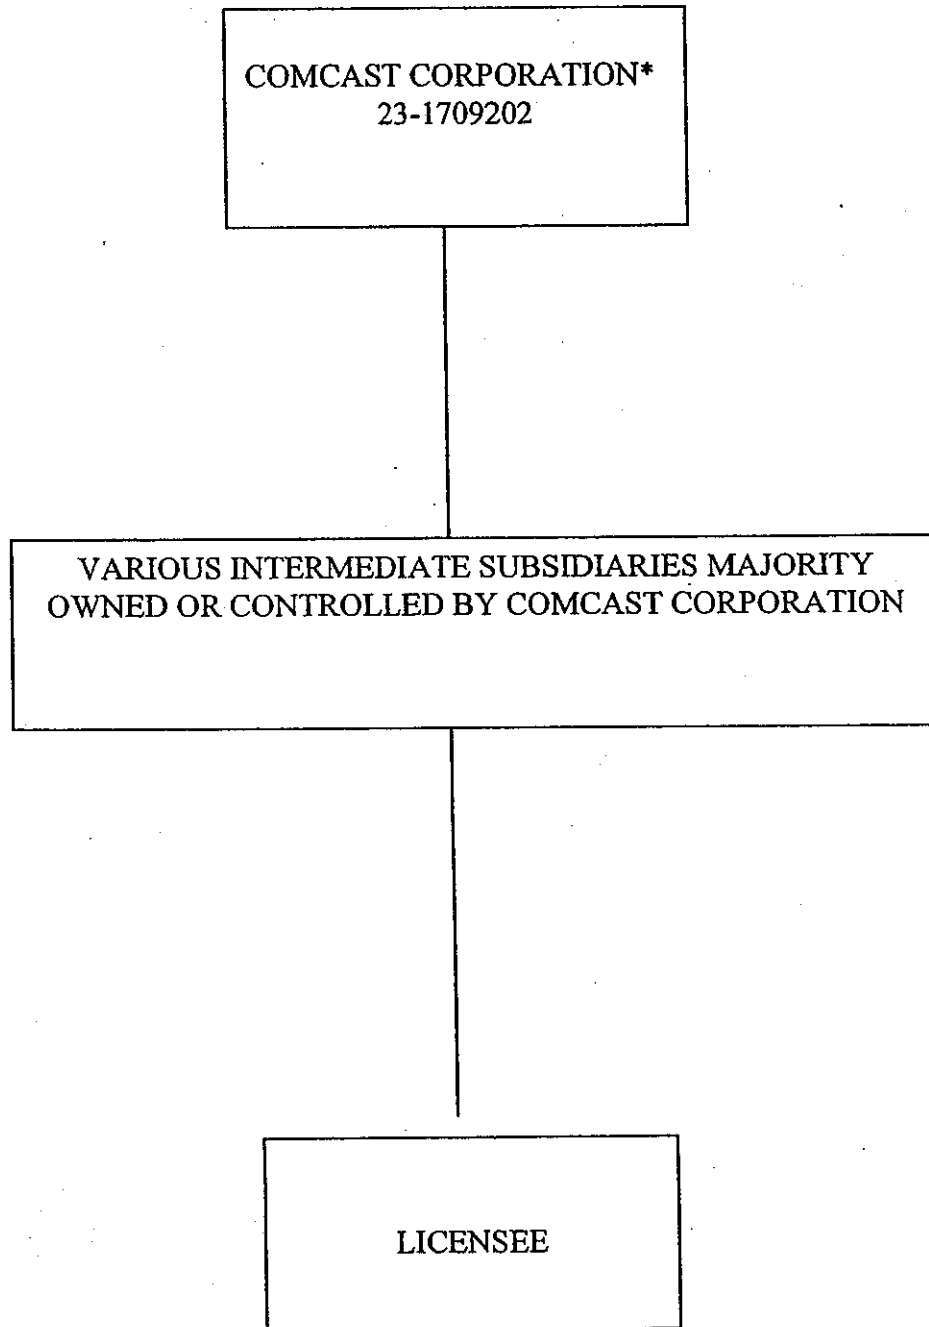 COMCAST CORPORATION*
23-1709202
VARIOUS INTERMEDIATE SUBSIDIARIES MAJORITY
OWNED OR CONTROLLED BY COMCAST CORPORATION
LICENSEE